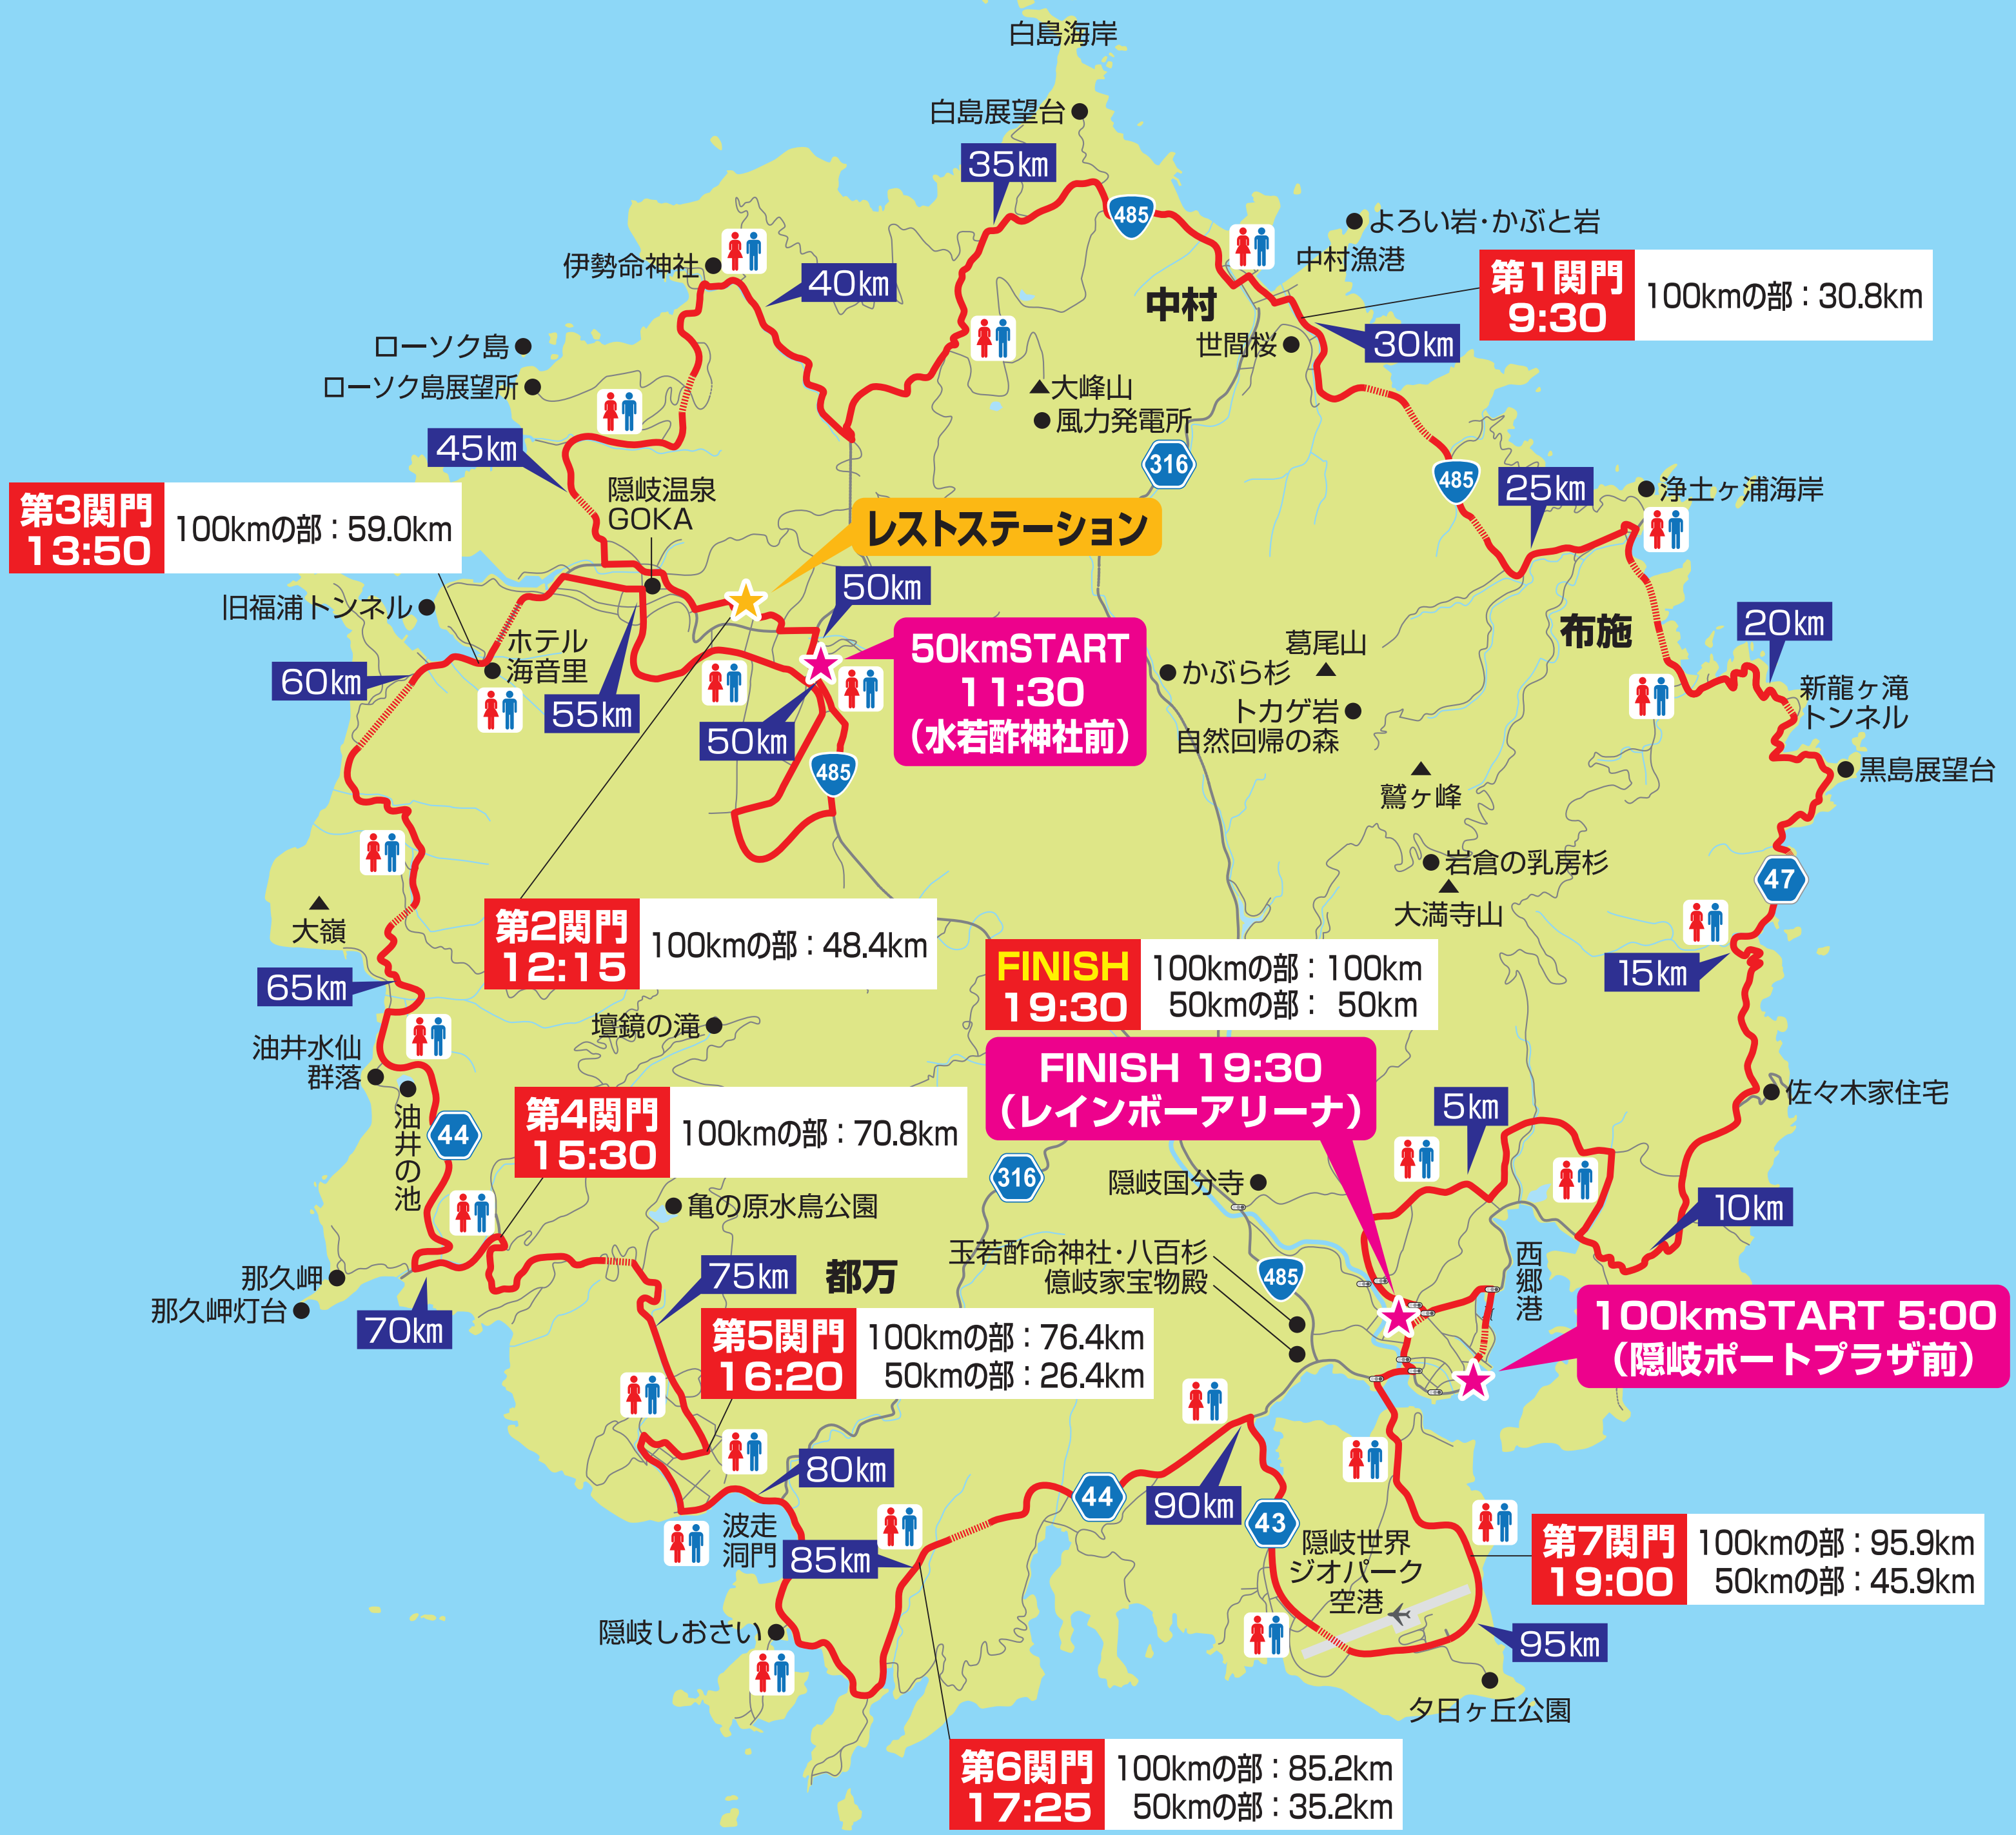 白島海岸
白島展望台
35km
485
よろい岩・かぶと岩
中村漁港
伊勢命神社
40km
第1関門
9:30
100kmの部：30.8km
中村
世間桜
30km
ローソク島
ローソク島展望所
大峰山
風力発電所
45km
316
485
25km
浄土ヶ浦海岸
隠岐温泉
GOKA
第3関門
13:50
100kmの部：59.0km
レストステーション
50km
旧福浦トンネル
ホテル
海音里
60km
55km
50km
50kmSTART
11:30
（水若酢神社前）
485
かぶら杉
葛尾山
トカゲ岩
自然回帰の森
布施
20km
新龍ヶ滝
トンネル
黒島展望台
鷲ヶ峰
岩倉の乳房杉
大満寺山
47
大嶺
第2関門
12:15
100kmの部：48.4km
15km
65km
FINISH
19:30
100kmの部：100km
50kmの部： 50km
壇鏡の滝
油井水仙
群落
油井の池
44
FINISH 19:30
（レインボーアリーナ）
5km
佐々木家住宅
第4関門
15:30
100kmの部：70.8km
316
隠岐国分寺
10km
亀の原水鳥公園
玉若酢命神社・八百杉
億岐家宝物殿
485
西郷港
那久岬
那久岬灯台
70km
75km
都万
100kmSTART 5:00
（隠岐ポートプラザ前）
第5関門
16:20
100kmの部：76.4km
50kmの部：26.4km
80km
44
90km
43
波走
洞門
85km
隠岐世界
ジオパーク
空港
第7関門
19:00
100kmの部：95.9km
50kmの部：45.9km
隠岐しおさい
95km
夕日ヶ丘公園
第6関門
17:25
100kmの部：85.2km
50kmの部：35.2km